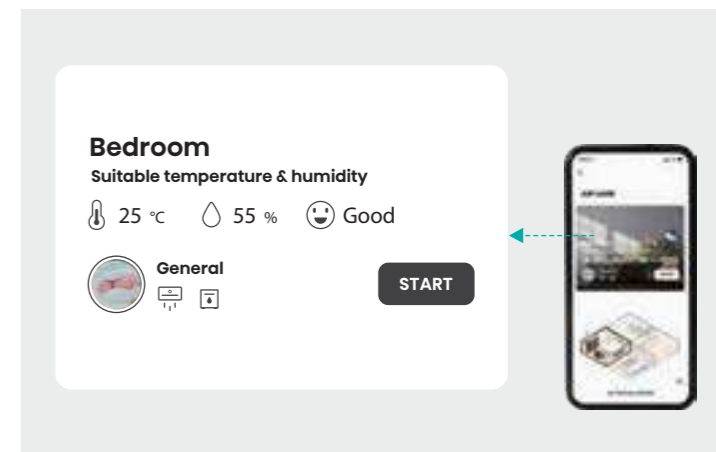 Bedroom
Suitable temperature & humidity
25 °C 55 % Good
General
START